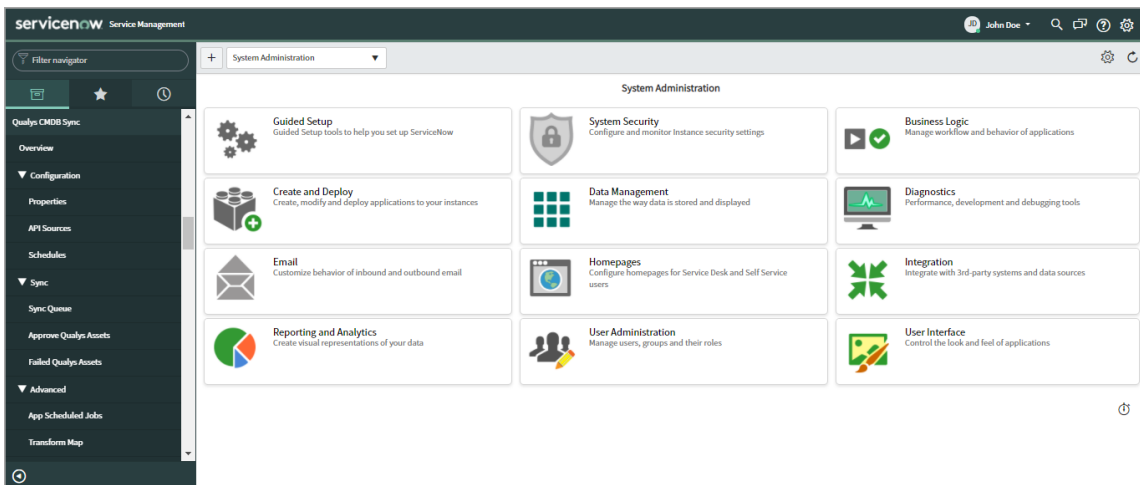 servicenow Service Management
JD John Doe
Filter navigator
System Administration
Qualys CMDB Sync
Overview
Configuration
Properties
API Sources
Schedules
Sync
Sync Queue
Approve Qualys Assets
Failed Qualys Assets
Advanced
App Scheduled Jobs
Transform Map
System Administration
Guided Setup
Guided Setup tools to help you set up ServiceNow
System Security
Configure and monitor Instance security settings
Business Logic
Manage workflow and behavior of applications
Create and Deploy
Create, modify and deploy applications to your instances
Data Management
Manage the way data is stored and displayed
Diagnostics
Performance, development and debugging tools
Email
Customize behavior of inbound and outbound email
Homepages
Configure homepages for Service Desk and Self Service
users
Integration
Integrate with 3rd-party systems and data sources
Reporting and Analytics
Create visual representations of your data
User Administration
Manage users, groups and their roles
User Interface
Control the look and feel of applications